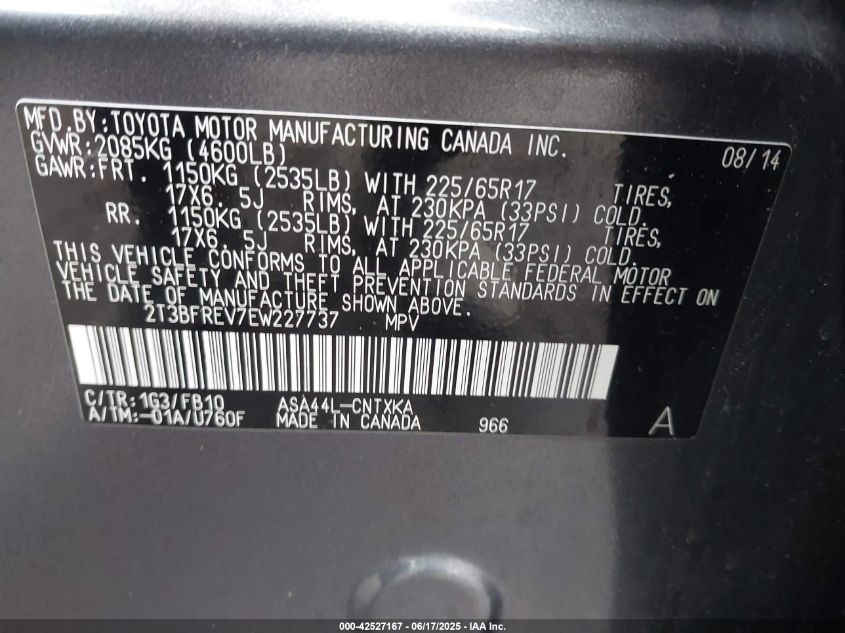 MFD.BY:TOYOTA MOTOR MANUFACTURING CANADA INC. 08/14
GVWR:2085KG (4600LB)
GAWR:FRT. 1150KG (2535LB) WITH 225/65R17 TIRES,
17X6.5J RIMS, AT 230KPA (33PSI) COLD.
RR. 1150KG (2535LB) WITH 225/65R17 TIRES,
17X6.5J RIMS, AT 230KPA (33PSI) COLD.
THIS VEHICLE CONFORMS TO ALL APPLICABLE FEDERAL MOTOR
VEHICLE SAFETY AND THEFT PREVENTION STANDARDS IN EFFECT ON
THE DATE OF MANUFACTURE SHOWN ABOVE.
2T3BFREV7EW227737 MPV
C/TR:1G3/FB10 ASA44L-CNTXKA
A/TM:-01A/U760F MADE IN CANADA 966 A
000-42527167 - 06/17/2025 - IAA Inc.